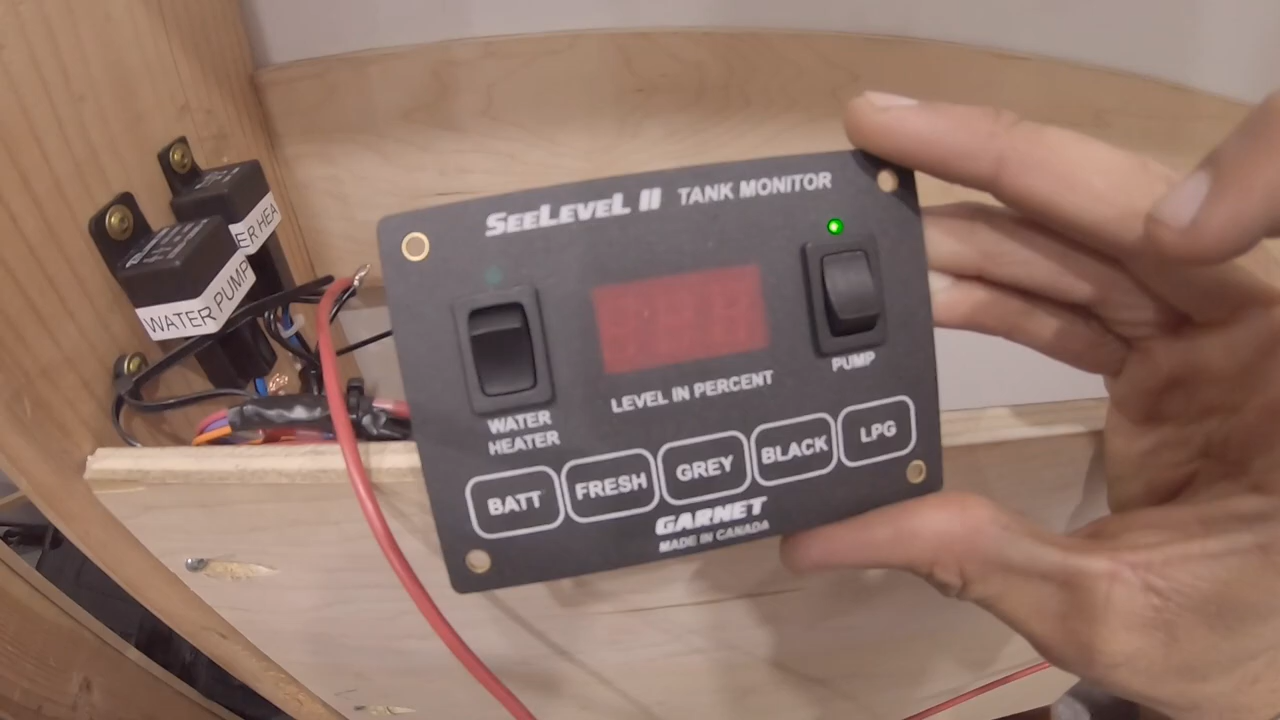 SEELEVEL II TANK MONITOR
LEVEL IN PERCENT
PUMP
WATER
HEATER
BATT
FRESH
GREY
BLACK
LPG
GARNET
MADE IN CANADA
WATER PUMP
ER HEA